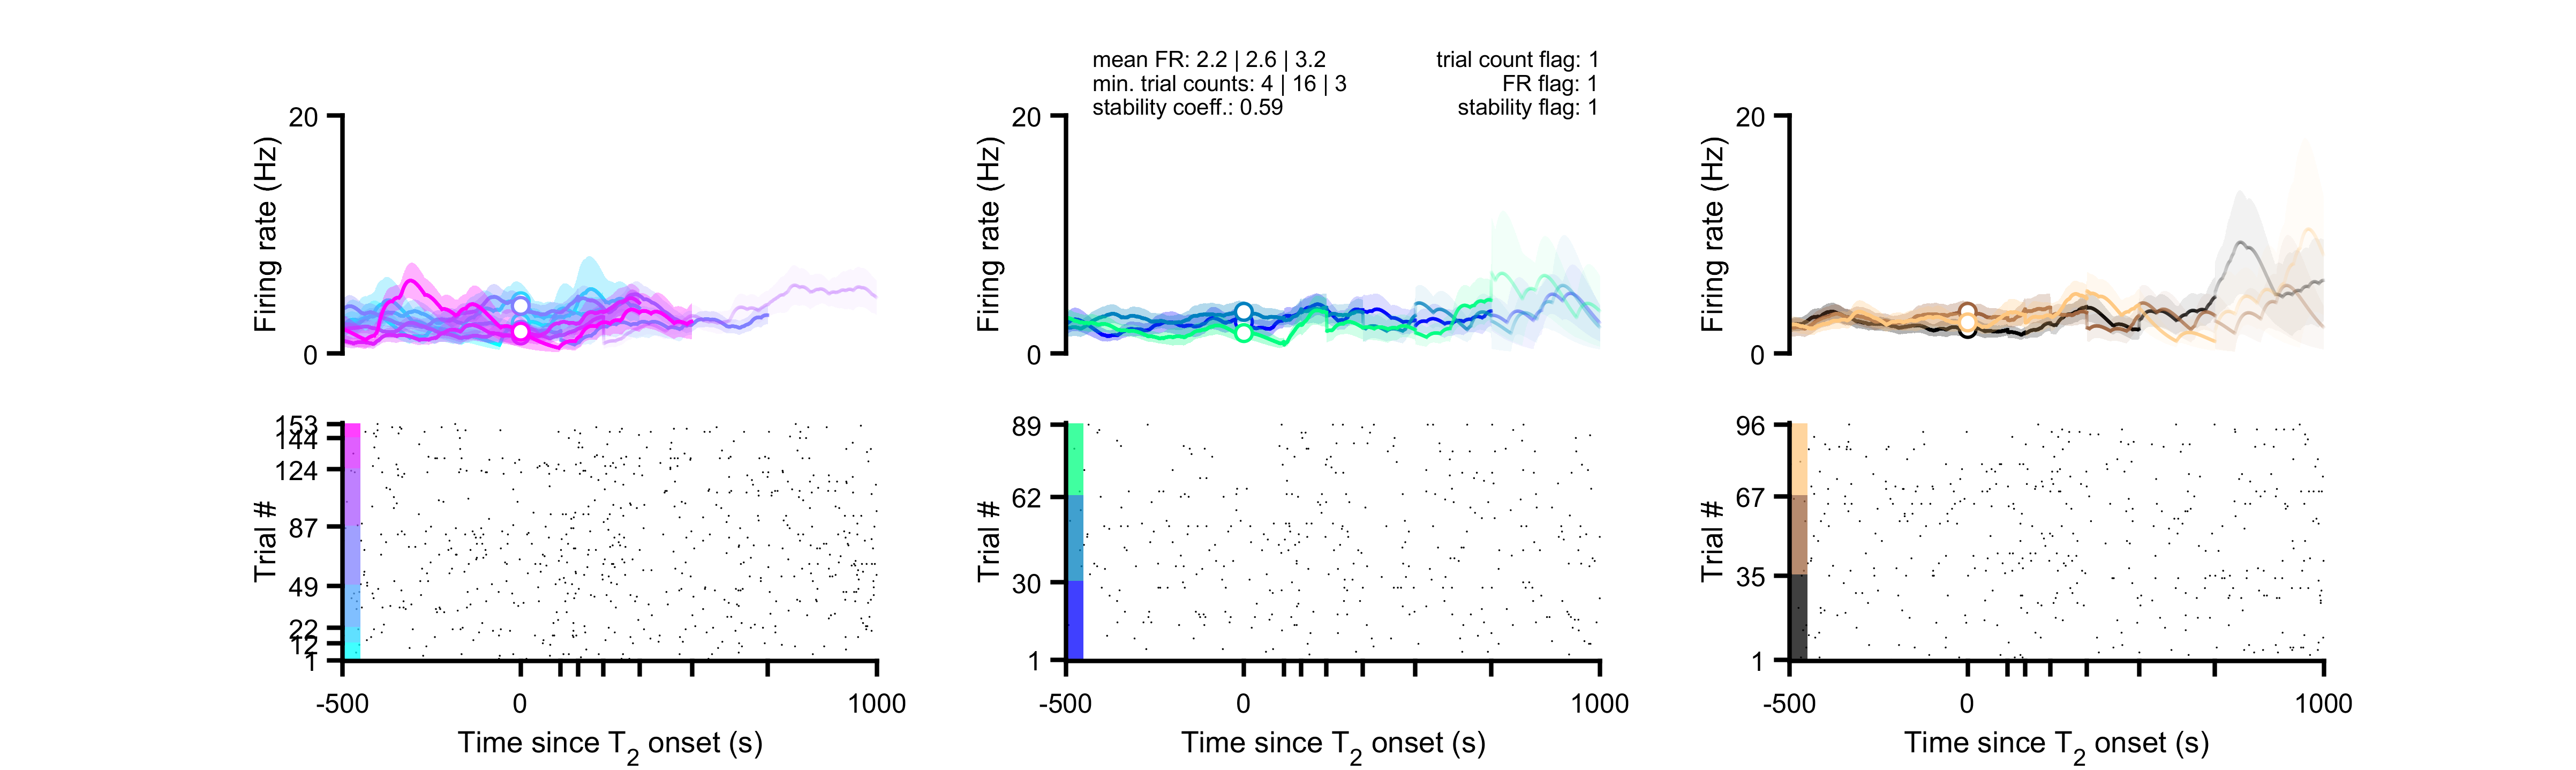 mean FR: 2.2 | 2.6 | 3.2
min. trial counts: 4 | 16 | 3
stability coeff.: 0.59
trial count flag: 1
FR flag: 1
stability flag: 1
20
Firing rate (Hz)
0
20
Firing rate (Hz)
0
20
Firing rate (Hz)
0
153
144
124
87
49
22
12
1
Trial #
-500
0
1000
Time since T2 onset (s)
89
62
30
1
Trial #
-500
0
1000
Time since T2 onset (s)
96
67
35
1
Trial #
-500
0
1000
Time since T2 onset (s)